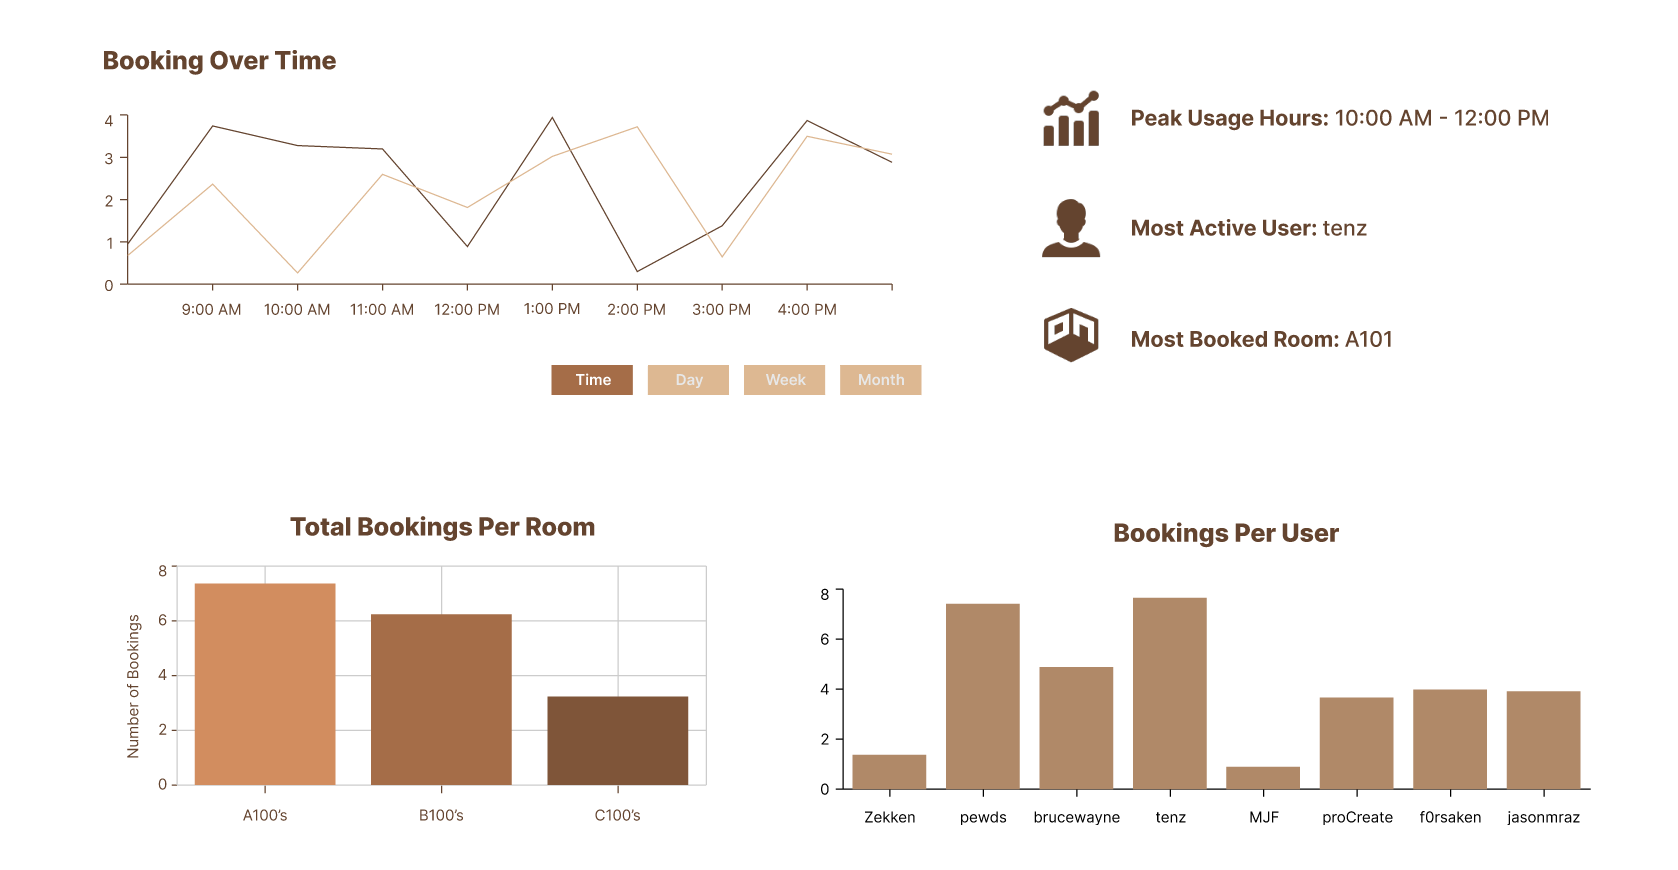 Booking Over Time
4
3
2
1
0
9:00 AM 10:00 AM 11:00 AM 12:00 PM 1:00 PM 2:00 PM 3:00 PM 4:00 PM
Time Day Week Month
Peak Usage Hours: 10:00 AM - 12:00 PM
Most Active User: tenz
Most Booked Room: A101
Total Bookings Per Room
Number of Bookings
8
6
4
2
0
A100's B100's C100's
Bookings Per User
8
6
4
2
0
Zekken pewds brucewayne tenz MJF proCreate f0rsaken jasonmraz